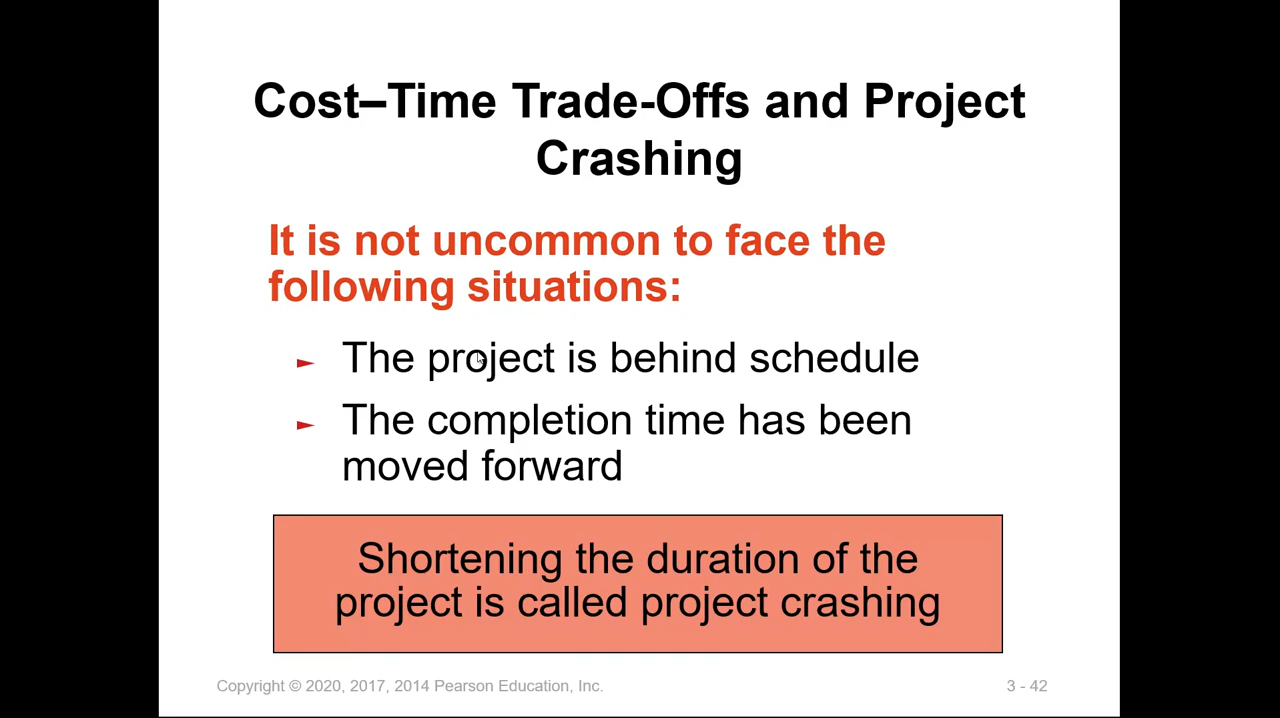 Cost–Time Trade-Offs and Project
Crashing
It is not uncommon to face the
following situations:
► The project is behind schedule
► The completion time has been
moved forward
Shortening the duration of the
project is called project crashing
Copyright © 2020, 2017, 2014 Pearson Education, Inc.
3 - 42